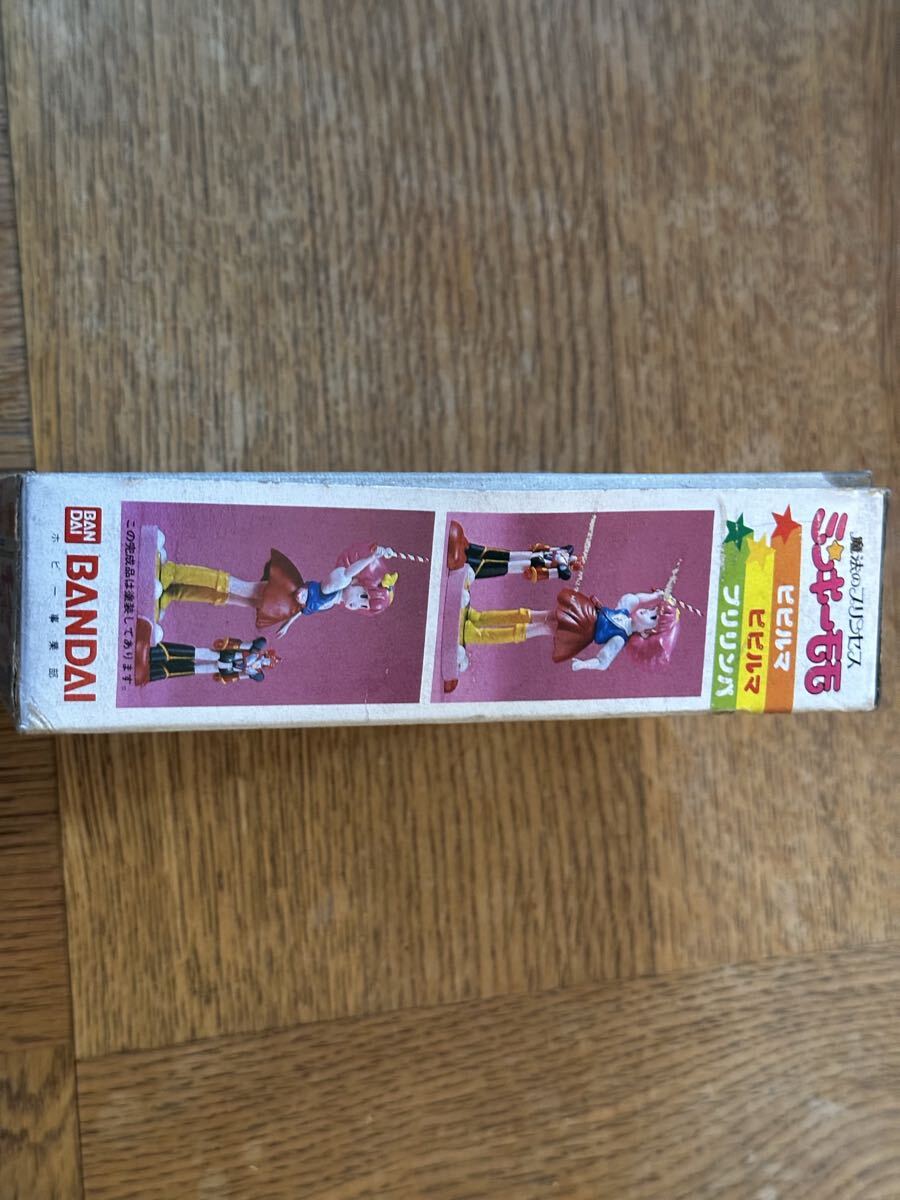 魔法のプリンセス
ミンキーモモ
ピピルマ
ピピルマ
プリリンパ
この完成品は塗装してあります。
BAN
DAI
BANDAI
ホビー事業部